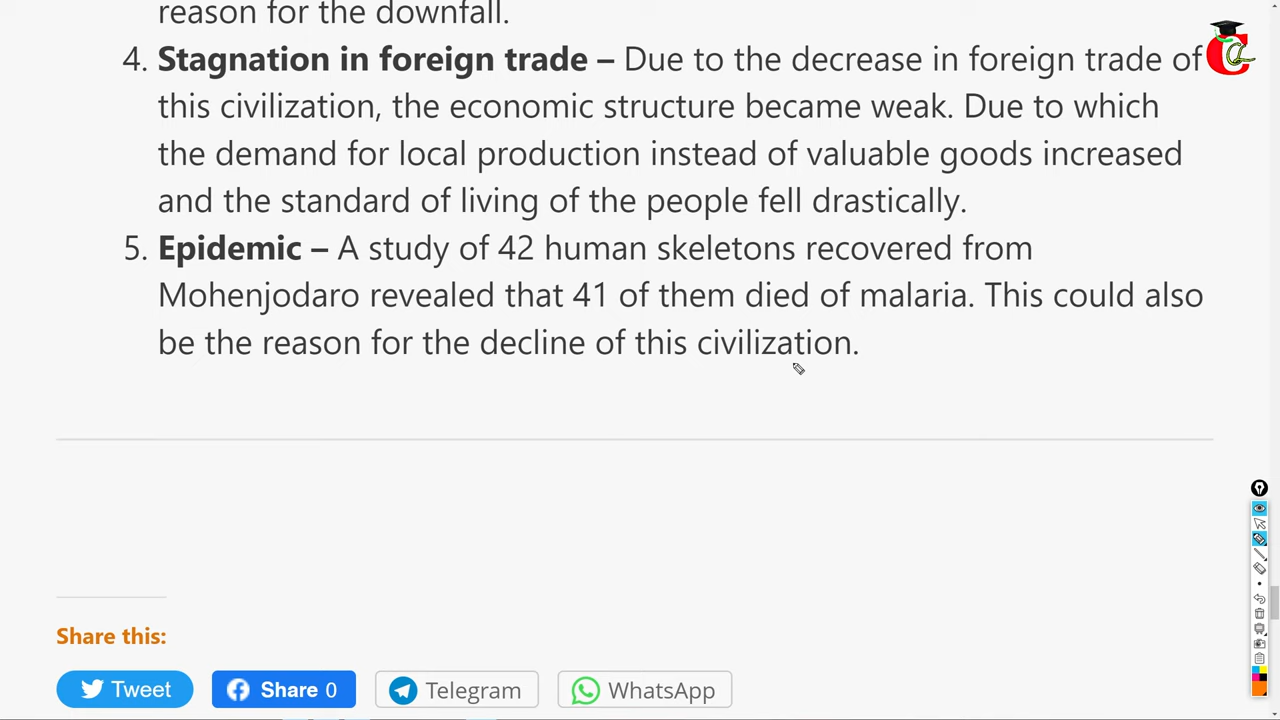 reason for the downfall.
4. Stagnation in foreign trade – Due to the decrease in foreign trade of
this civilization, the economic structure became weak. Due to which
the demand for local production instead of valuable goods increased
and the standard of living of the people fell drastically.
5. Epidemic – A study of 42 human skeletons recovered from
Mohenjodaro revealed that 41 of them died of malaria. This could also
be the reason for the decline of this civilization.
Share this:
Tweet
Share 0
Telegram
WhatsApp